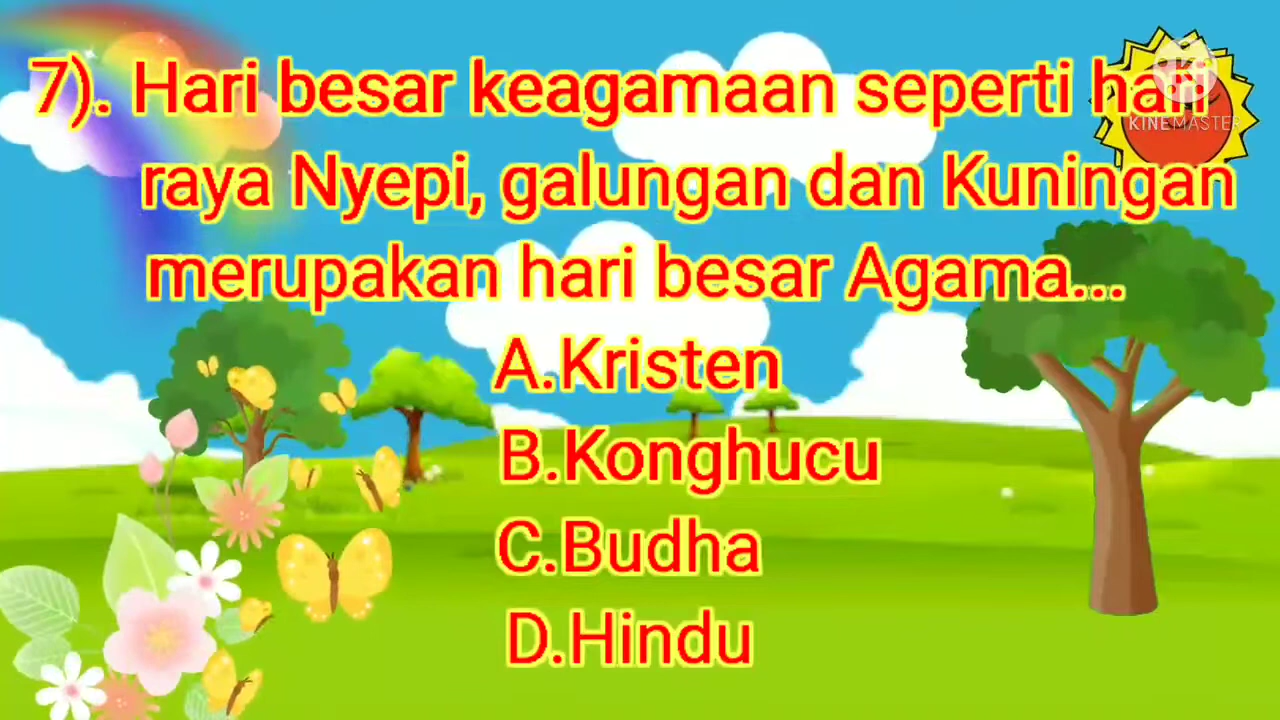 7). Hari besar keagamaan seperti hari
raya Nyepi, galungan dan Kuningan
merupakan hari besar Agama...
A.Kristen
B.Konghucu
C.Budha
D.Hindu
KINEMASTER